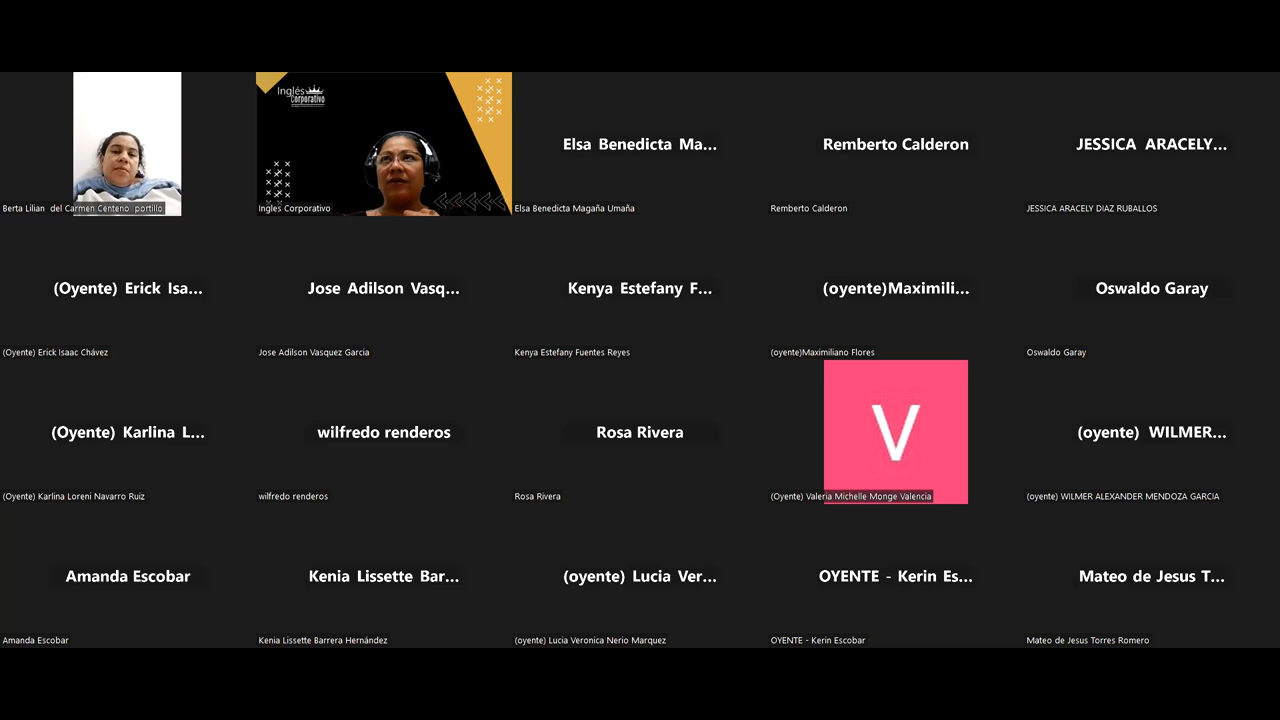 Inglés
Corporativo
Berta Lilian del Carmen Centeno portillo
Ingles Corporativo
Elsa Benedicta Ma...
Elsa Benedicta Magaña Umaña
Remberto Calderon
Remberto Calderon
JESSICA ARACELY...
JESSICA ARACELY DIAZ RUBALLOS
(Oyente) Erick Isa...
(Oyente) Erick Isaac Chávez
Jose Adilson Vasq...
Jose Adilson Vasquez Garcia
Kenya Estefany F...
Kenya Estefany Fuentes Reyes
(oyente)Maximili...
(oyente)Maximiliano Flores
Oswaldo Garay
Oswaldo Garay
(Oyente) Karlina L...
(Oyente) Karlina Loreni Navarro Ruiz
wilfredo renderos
wilfredo renderos
Rosa Rivera
Rosa Rivera
V
(Oyente) Valeria Michelle Monge Valencia
(oyente) WILMER...
(oyente) WILMER ALEXANDER MENDOZA GARCIA
Amanda Escobar
Amanda Escobar
Kenia Lissette Bar...
Kenia Lissette Barrera Hernández
(oyente) Lucia Ver...
(oyente) Lucia Veronica Nerio Marquez
OYENTE - Kerin Es...
OYENTE - Kerin Escobar
Mateo de Jesus T...
Mateo de Jesus Torres Romero